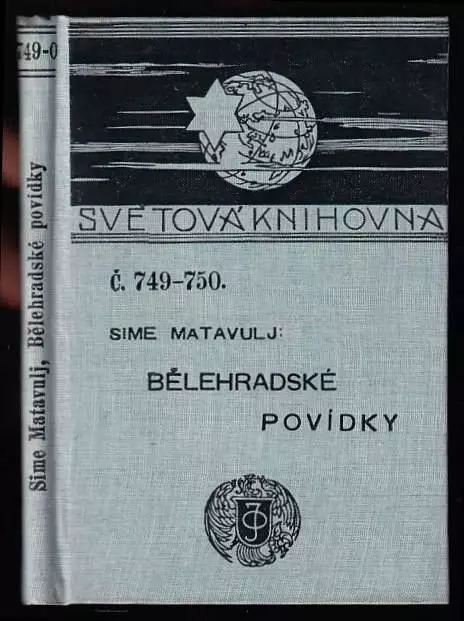 749-0
Sime Matavulj, Bělehradské povídky
SVĚTOVÁ KNIHOVNA
Č. 749-750.
SIME MATAVULJ:
BĚLEHRADSKÉ
POVÍDKY